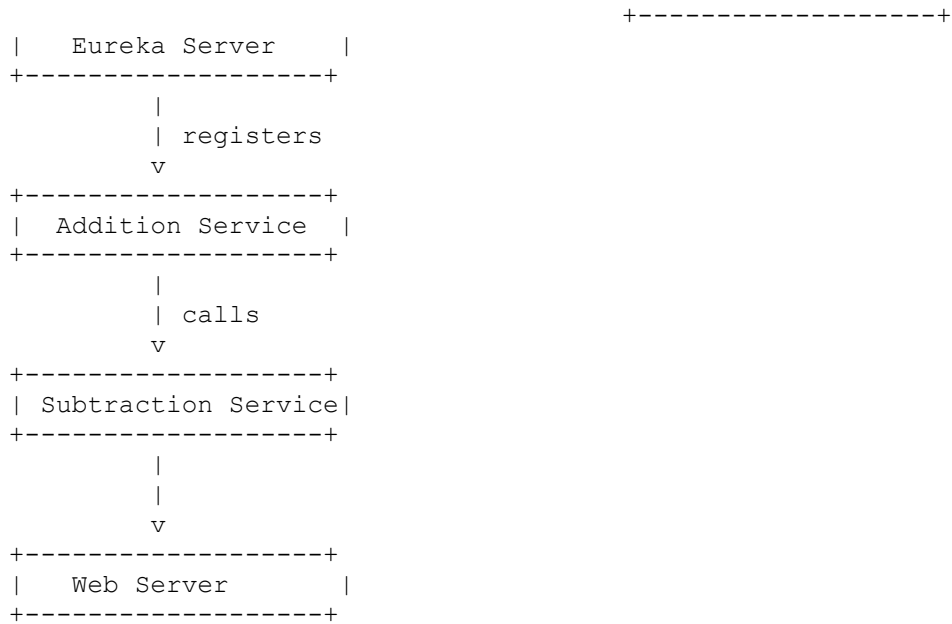 +-------------------+
|   Eureka Server    |
+-------------------+
         |
         | registers
         v
+-------------------+
|  Addition Service  |
+-------------------+
         |
         | calls
         v
+-------------------+
| Subtraction Service|
+-------------------+
         |
         |
         v
+-------------------+
|   Web Server       |
+-------------------+